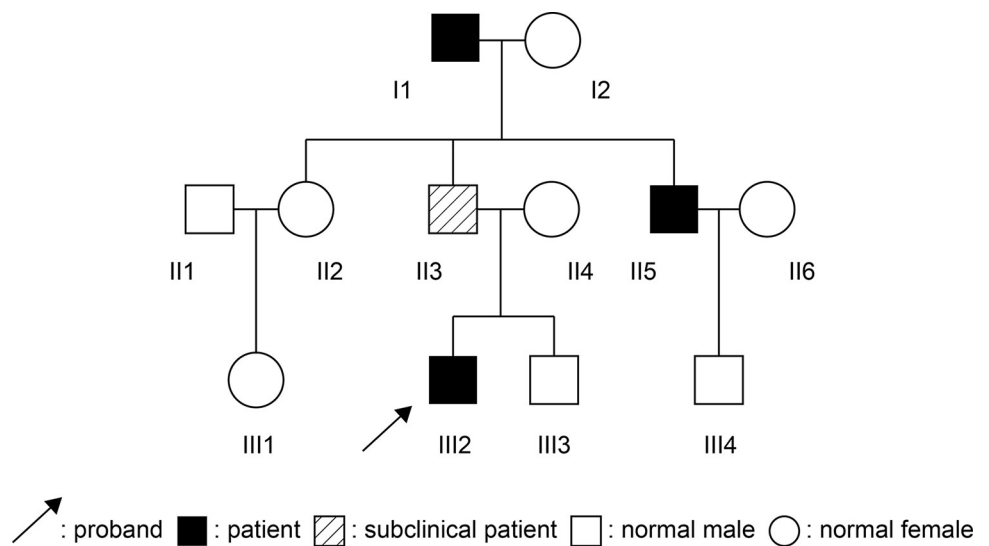 I1 I2
II1 II2 II3 II4 II5 II6
III1 III2 III3 III4
: proband : patient : subclinical patient : normal male : normal female